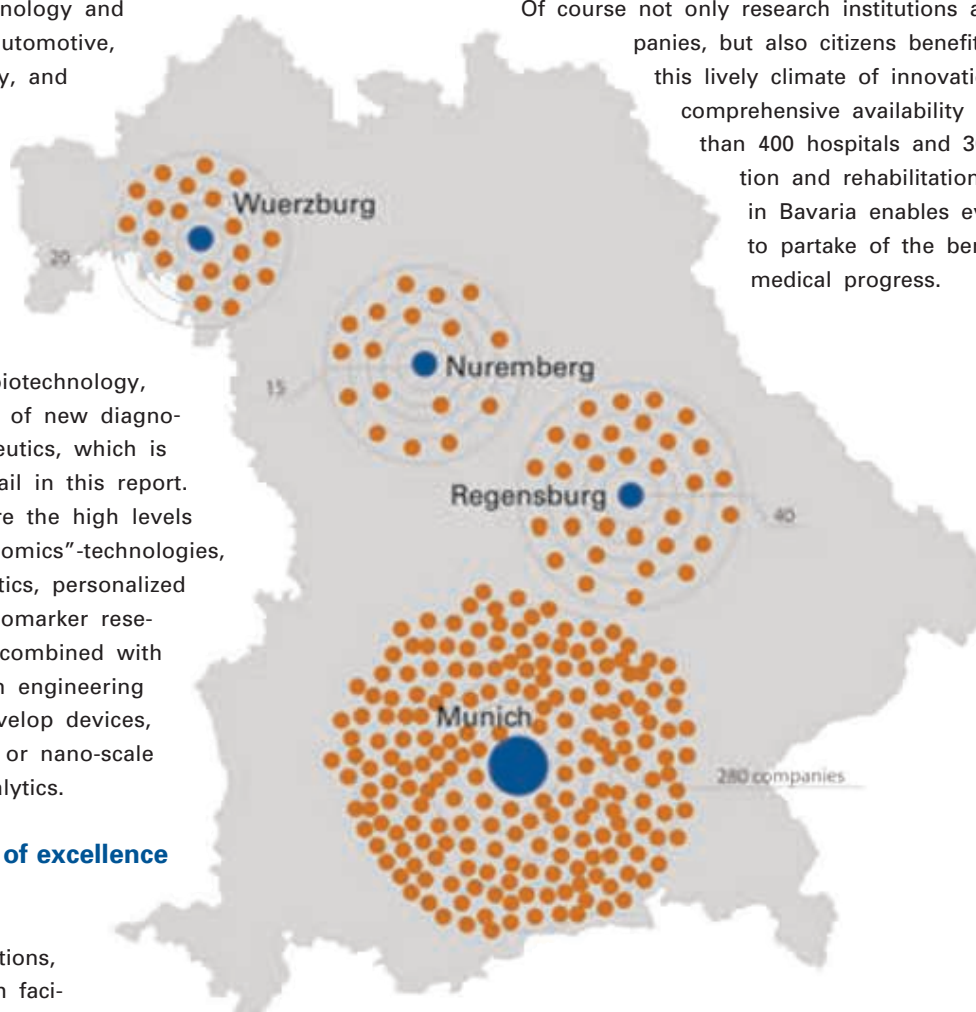 nology and
utomotive,
y, and
Of course not only research institutions a
panies, but also citizens benefit
this lively climate of innovati
comprehensive availability
than 400 hospitals and 3
tion and rehabilitation
in Bavaria enables ev
to partake of the ber
medical progress.
Wuerzburg
20
Nuremberg
15
Regensburg
40
Munich
280 companies
iotechnology,
of new diagno-
eutics, which is
ail in this report.
re the high levels
omics”-technologies,
tics, personalized
omarker rese-
combined with
n engineering
velop devices,
or nano-scale
lytics.
of excellence
tions,
n faci-